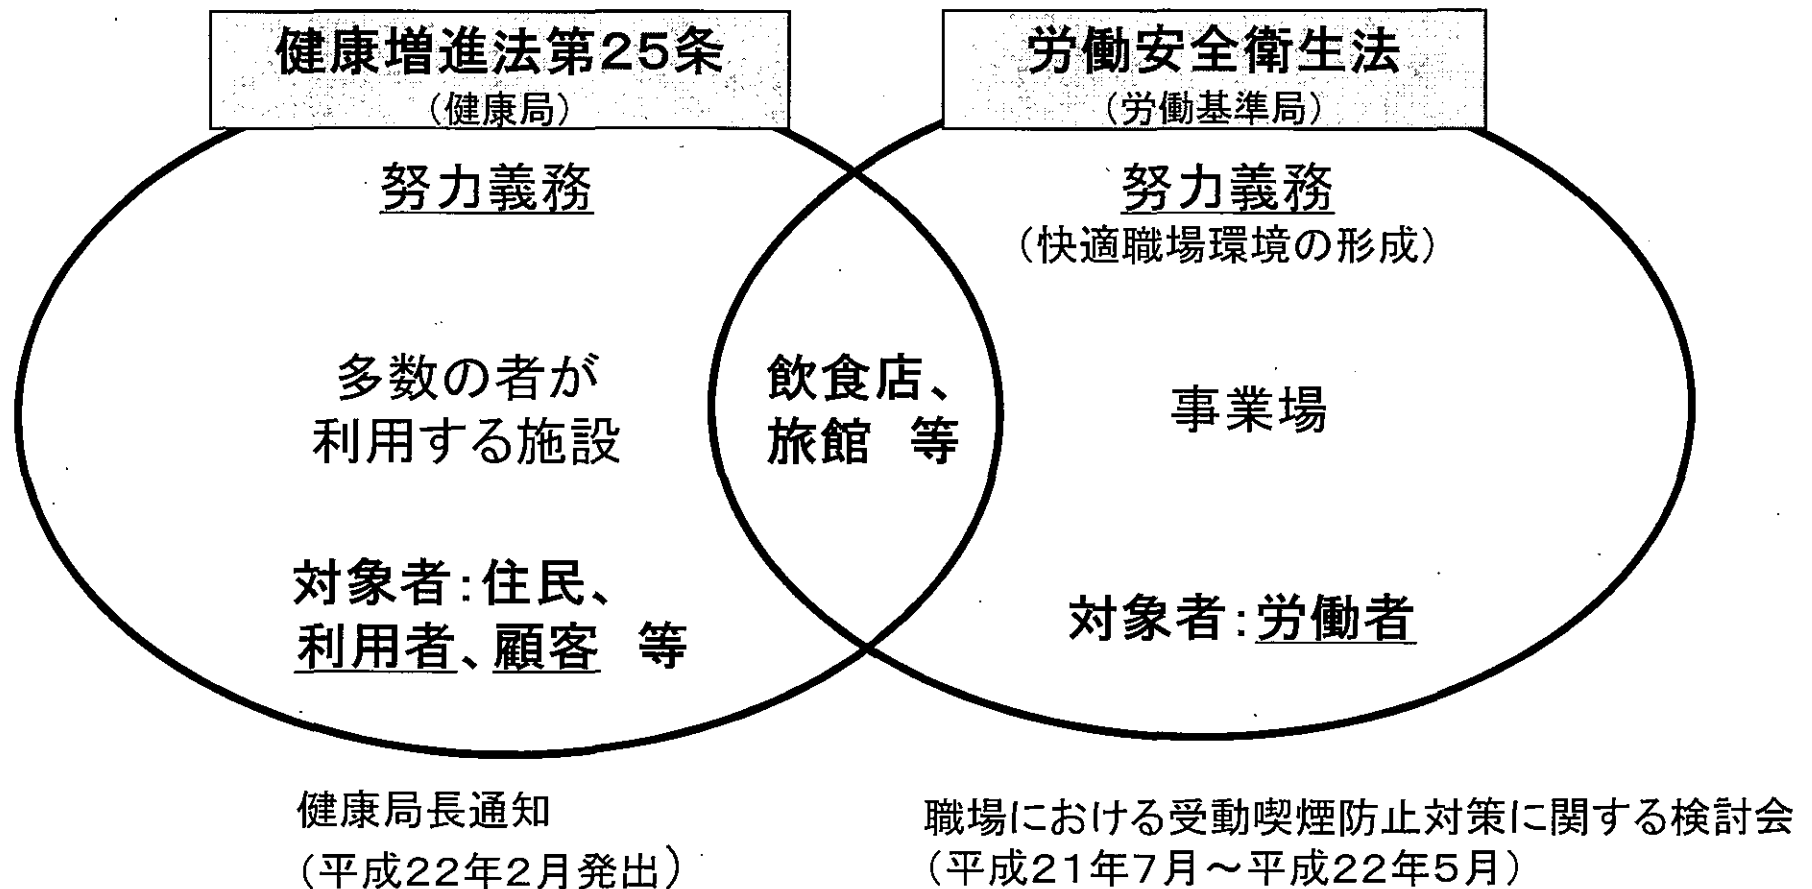 健康増進法第25条
（健康局）
努力義務
多数の者が
利用する施設
対象者：住民、
利用者、顧客　等
飲食店、
旅館　等
労働安全衛生法
（労働基準局）
努力義務
（快適職場環境の形成）
事業場
対象者：労働者
健康局長通知
（平成22年2月発出）
職場における受動喫煙防止対策に関する検討会
（平成21年7月～平成22年5月）